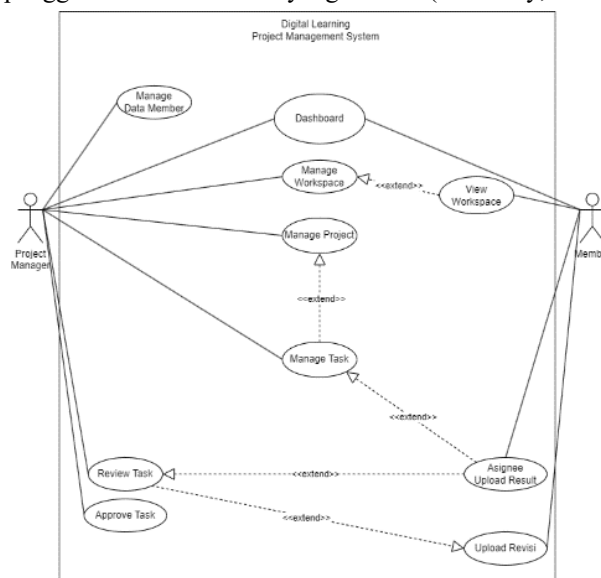 Digital Learning
Project Management System
Manage
Data Member
Dashboard
Manage
Workspace
<<extend>>
View
Workspace
Project
Manager
Manage Project
Member
<<extend>>
Manage Task
<<extend>>
Review Task
<<extend>>
Asignee
Upload Result
Approve Task
<<extend>>
Upload Revisi